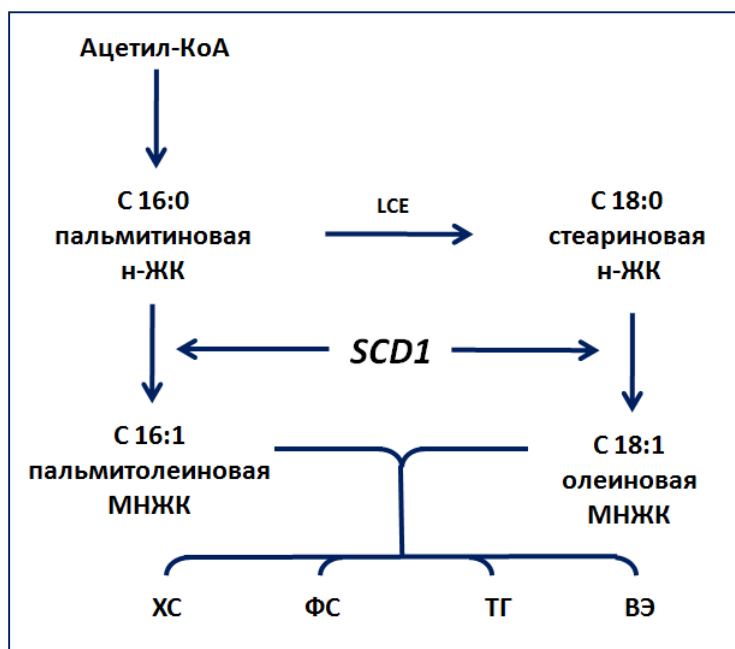 Ацетил-КоА
С 16:0
пальмитиновая
н-ЖК
LCE
С 18:0
стеариновая
н-ЖК
SCD1
С 16:1
пальмитолеиновая
МНЖК
С 18:1
олеиновая
МНЖК
ХС
ФС
ТГ
ВЭ